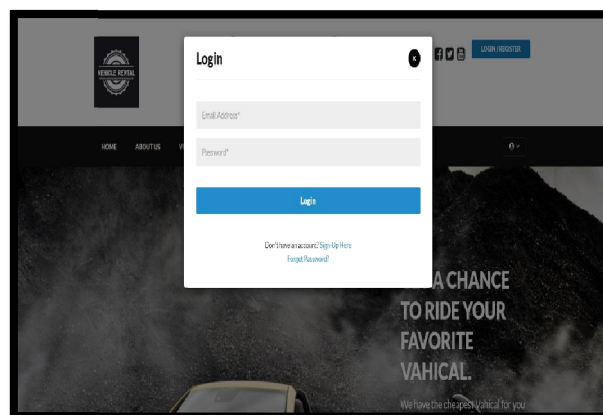 VEHICLE RENTAL
LOGIN / REGISTER
HOME ABOUT US
Login
x
Email Address*
Password*
Login
Don't have an account? Sign-Up Here
Forgot Password?
A CHANCE
TO RIDE YOUR
FAVORITE
VAHICAL.
We have the cheapest Vahical for you